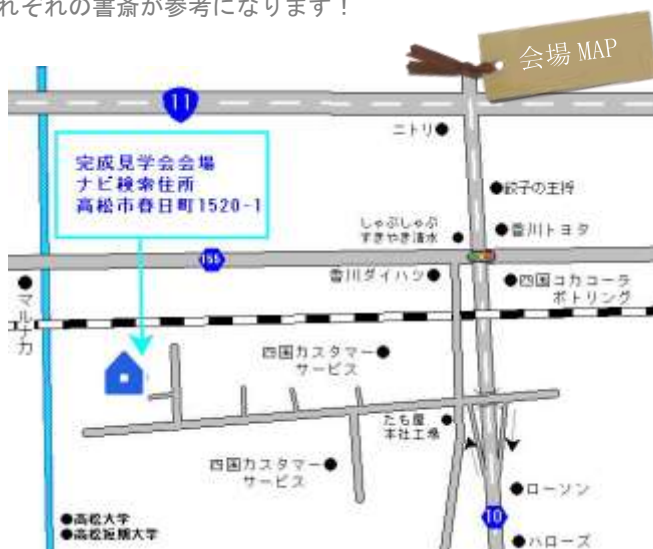 れぞれの書斎が参考になります！
会場 MAP
11
ニトリ
完成見学会会場
ナビ検索住所
高松市春日町1520-1
餃子の王将
しゃぶしゃぶ
すきやき清水
香川トヨタ
155
香川ダイハツ
四国コカコーラ
ボトリング
マルナカ
四国カスタマー
サービス
たも屋
本社工場
四国カスタマー
サービス
ローソン
10
高松大学
高松短期大学
ハローズ